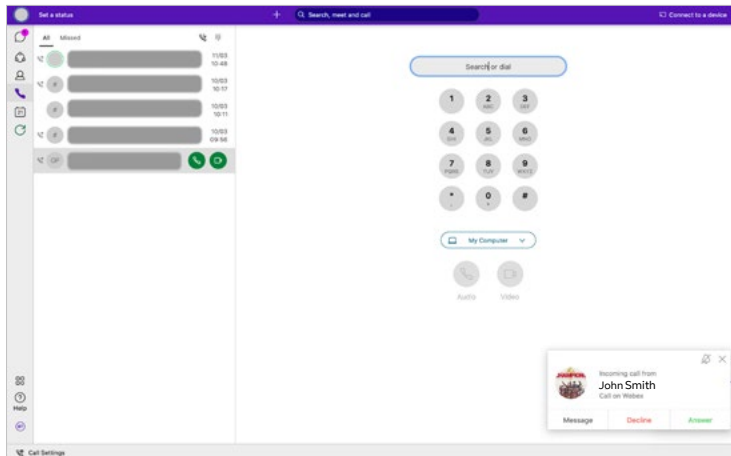 Set a status
+ Search, meet and call
Connect to a device
All Missed
11/03
10:48
#
10/03
10:17
#
10/03
10:11
#
10/03
09:56
OP
Search or dial
1 2 3
ABC DEF
4 5 6
GHI JKL MNO
7 8 9
PQRS TUV WXYZ
* 0 #
+
My Computer
Audio Video
Incoming call from
John Smith
Call on Webex
Message Decline Answer
Help
Call Settings